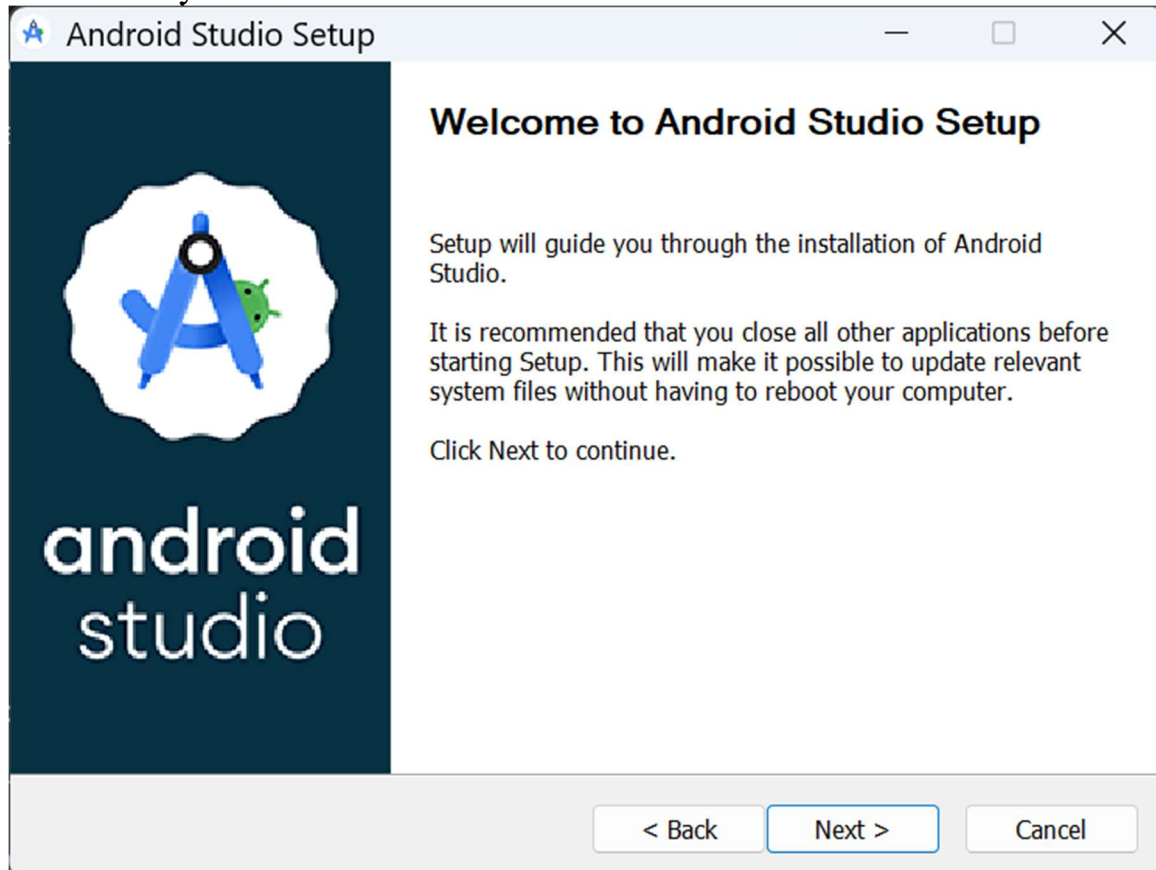 Android Studio Setup
Welcome to Android Studio Setup
Setup will guide you through the installation of Android
Studio.
It is recommended that you close all other applications before
starting Setup. This will make it possible to update relevant
system files without having to reboot your computer.
Click Next to continue.
android
studio
< Back Next > Cancel